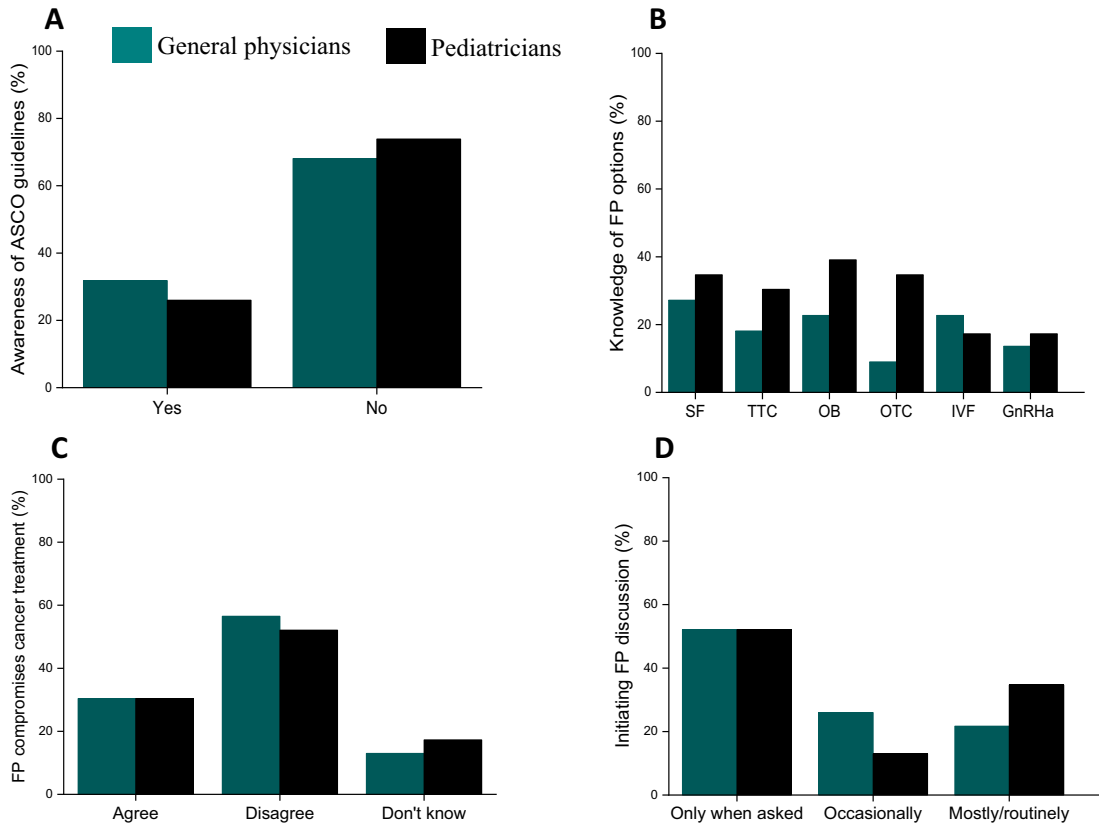 A
General physicians
Pediatricians
Awareness of ASCO guidelines (%)
100
80
60
40
20
0
Yes
No
B
Knowledge of FP options (%)
100
80
60
40
20
0
SF
TTC
OB
OTC
IVF
GnRHa
C
FP compromises cancer treatment (%)
100
80
60
40
20
0
Agree
Disagree
Don't know
D
Initiating FP discussion (%)
100
80
60
40
20
0
Only when asked
Occasionally
Mostly/routinely